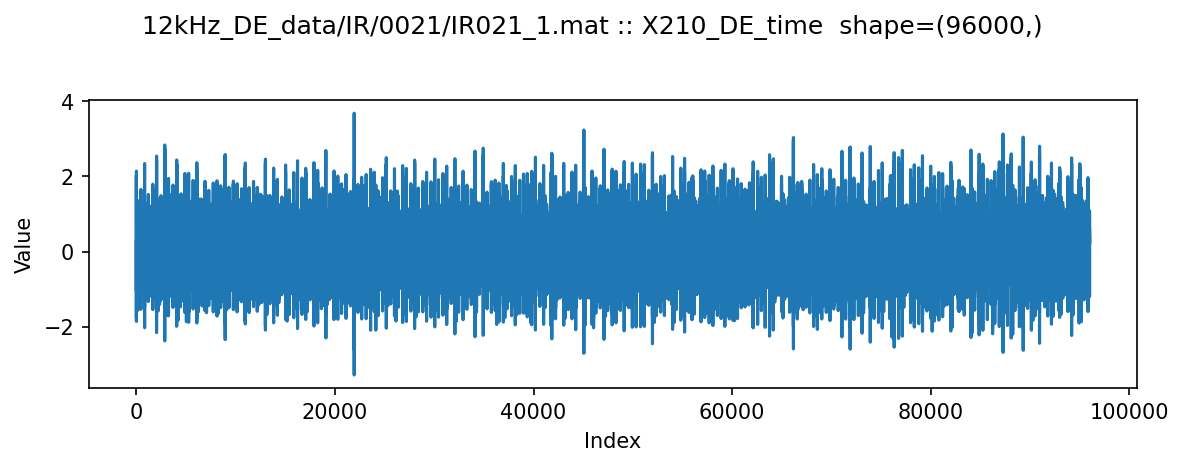 12kHz_DE_data/IR/0021/IR021_1.mat :: X210_DE_time  shape=(96000,)
4
2
0
−2
Value
0 20000 40000 60000 80000 100000
Index